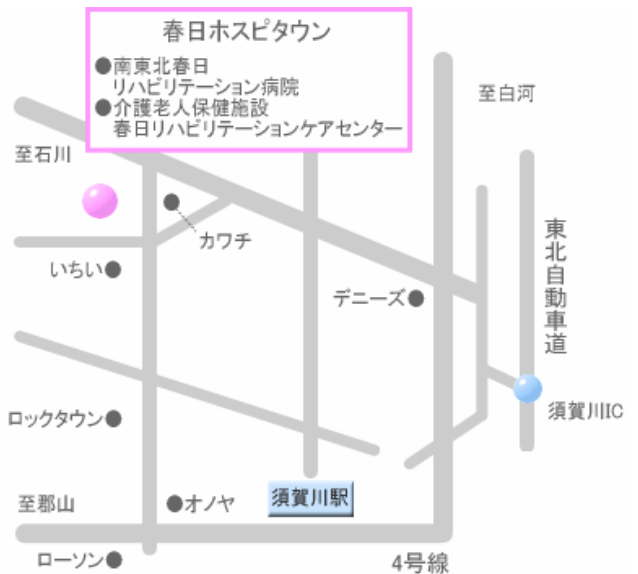 春日ホスピタウン
●南東北春日
リハビリテーション病院
●介護老人保健施設
春日リハビリテーションケアセンター
至白河
至石川
カワチ
東北自動車道
いちい
デニーズ
須賀川IC
ロックタウン
至郡山
オノヤ
須賀川駅
ローソン
4号線